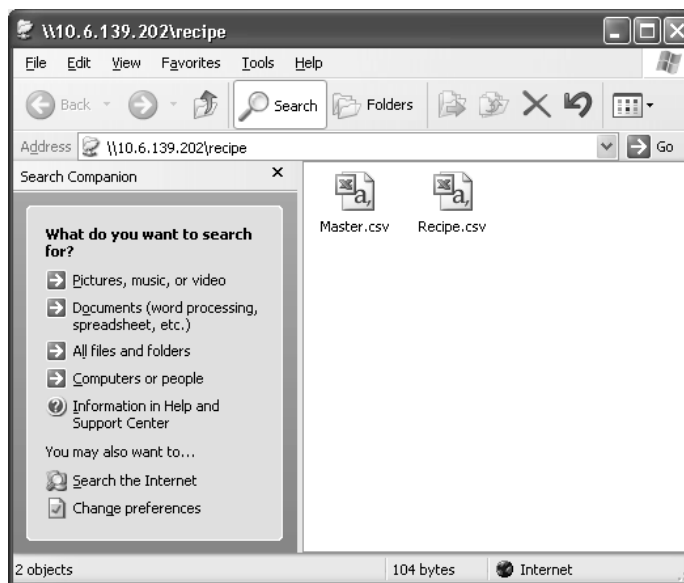 \\10.6.139.202\recipe
File Edit View Favorites Tools Help
Back Search Folders
Address \\10.6.139.202\recipe Go
Search Companion x
What do you want to search
for?
Pictures, music, or video
Documents (word processing,
spreadsheet, etc.)
All files and folders
Computers or people
Information in Help and
Support Center
You may also want to...
Search the Internet
Change preferences
Master.csv Recipe.csv
2 objects 104 bytes Internet